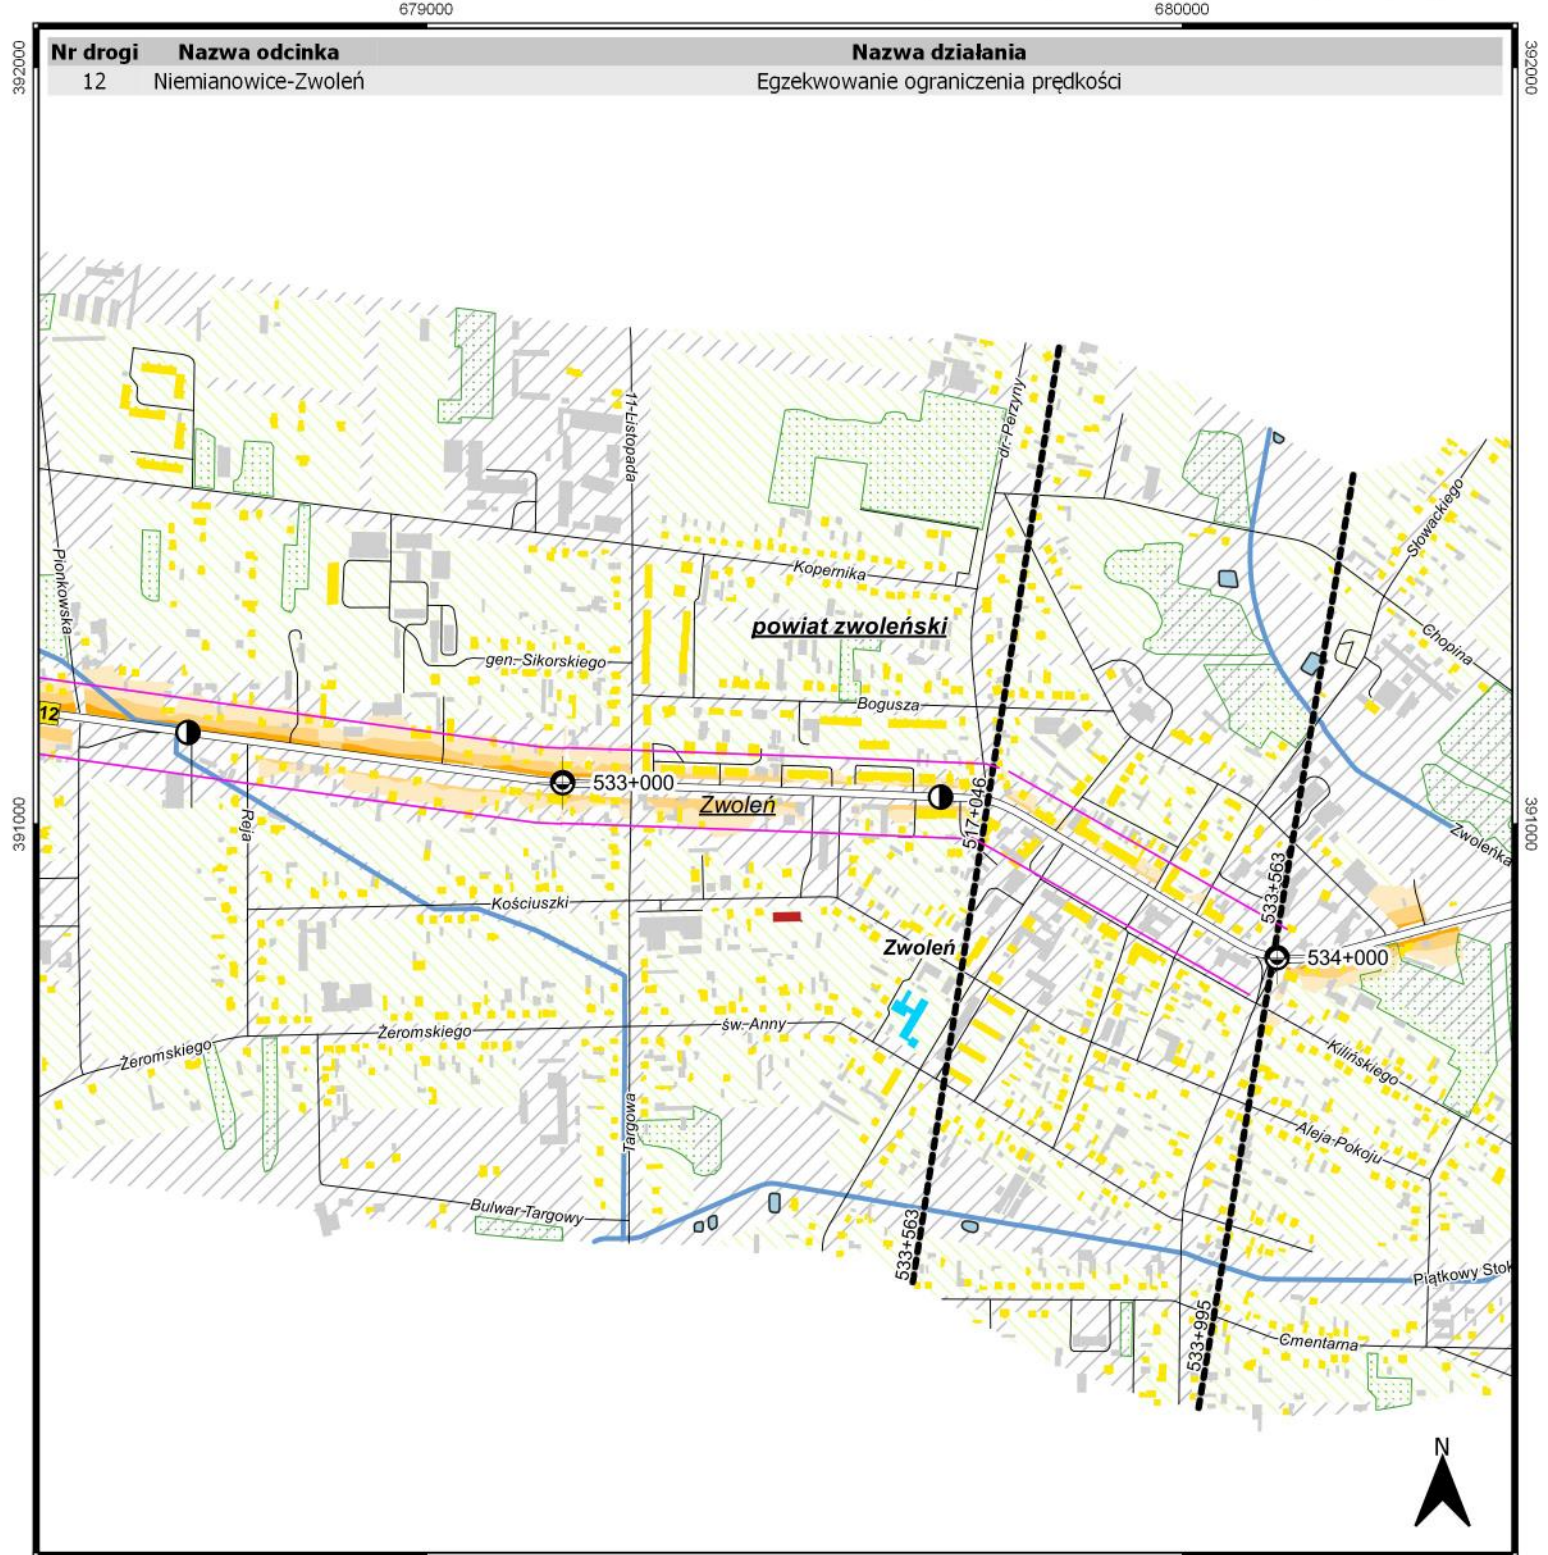 679000 680000
392000 392000
Nr drogi Nazwa odcinka Nazwa działania
12 Niemianowice-Zwoleń Egzekwowanie ograniczenia prędkości
11-Listopada
dr.-Perzyny
Słowackiego
Pionkowska
Kopernika
powiat zwoleński
Chopina
gen.-Sikorskiego
Bogusza
12
533+000
Zwoleń
517+046
391000 391000
Reja
Zwoleńka
533+563
Kościuszki
Zwoleń
534+000
Żeromskiego
Żeromskiego
św.-Anny
Kilińskiego
Targowa
Aleja-Pokoju
Bulwar-Targowy
533+563
Piątkowy Stok
533+995
Cmentarna
N